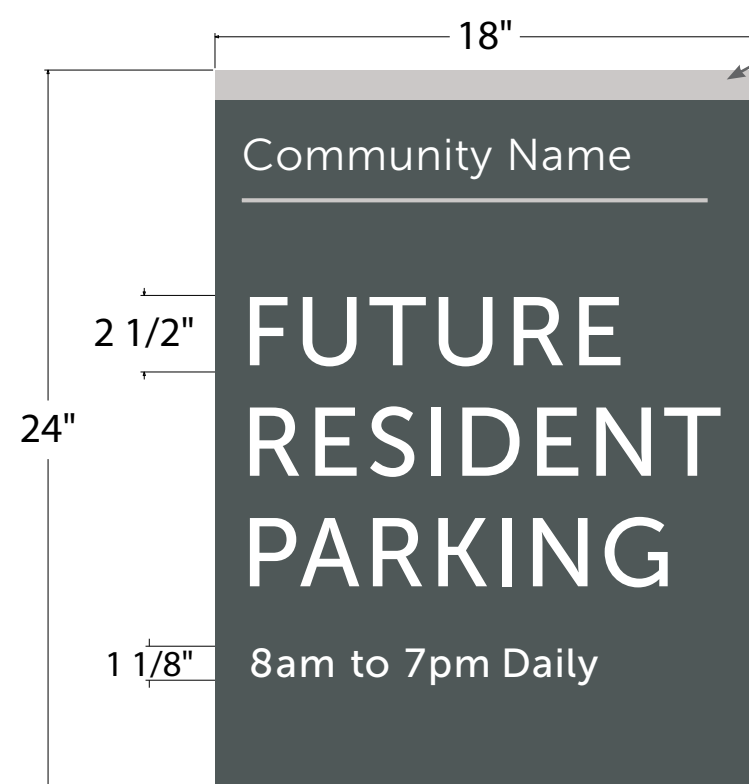 18"
Community Name
2 1/2"
FUTURE
24"
RESIDENT
PARKING
1 1/8"
8am to 7pm Daily